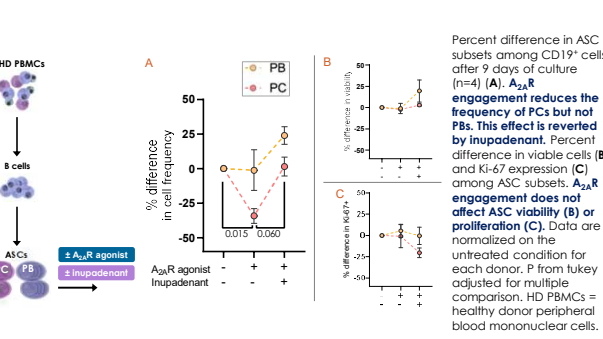 HD PBMCs
B cells
ASCs
C PB
± A2AR agonist
± inupadenant
A
PB
PC
% difference
in cell frequency
50
25
0
-25
-50
0.015 0.060
A2AR agonist - + +
Inupadenant - - +
B
% difference in viability
50
25
0
-25
-50
- + +
- - +
C
% difference in Ki-67+
50
25
0
-25
-50
- + +
- - +
Percent difference in ASC
subsets among CD19+ cells
after 9 days of culture
(n=4) (A). A2AR
engagement reduces the
frequency of PCs but not
PBs. This effect is reverted
by inupadenant. Percent
difference in viable cells (B
and Ki-67 expression (C)
among ASC subsets. A2AR
engagement does not
affect ASC viability (B) or
proliferation (C). Data are
normalized on the
untreated condition for
each donor. P from tukey
adjusted for multiple
comparison. HD PBMCs =
healthy donor peripheral
blood mononuclear cells.